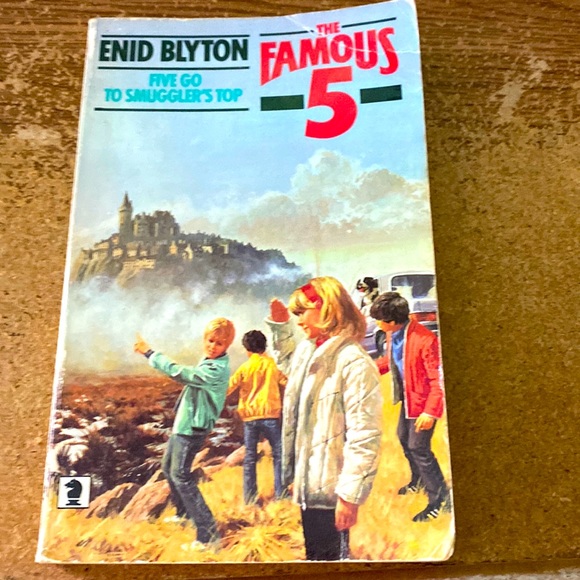 ENID BLYTON
FIVE GO
TO SMUGGLER'S TOP
THE
FAMOUS
5